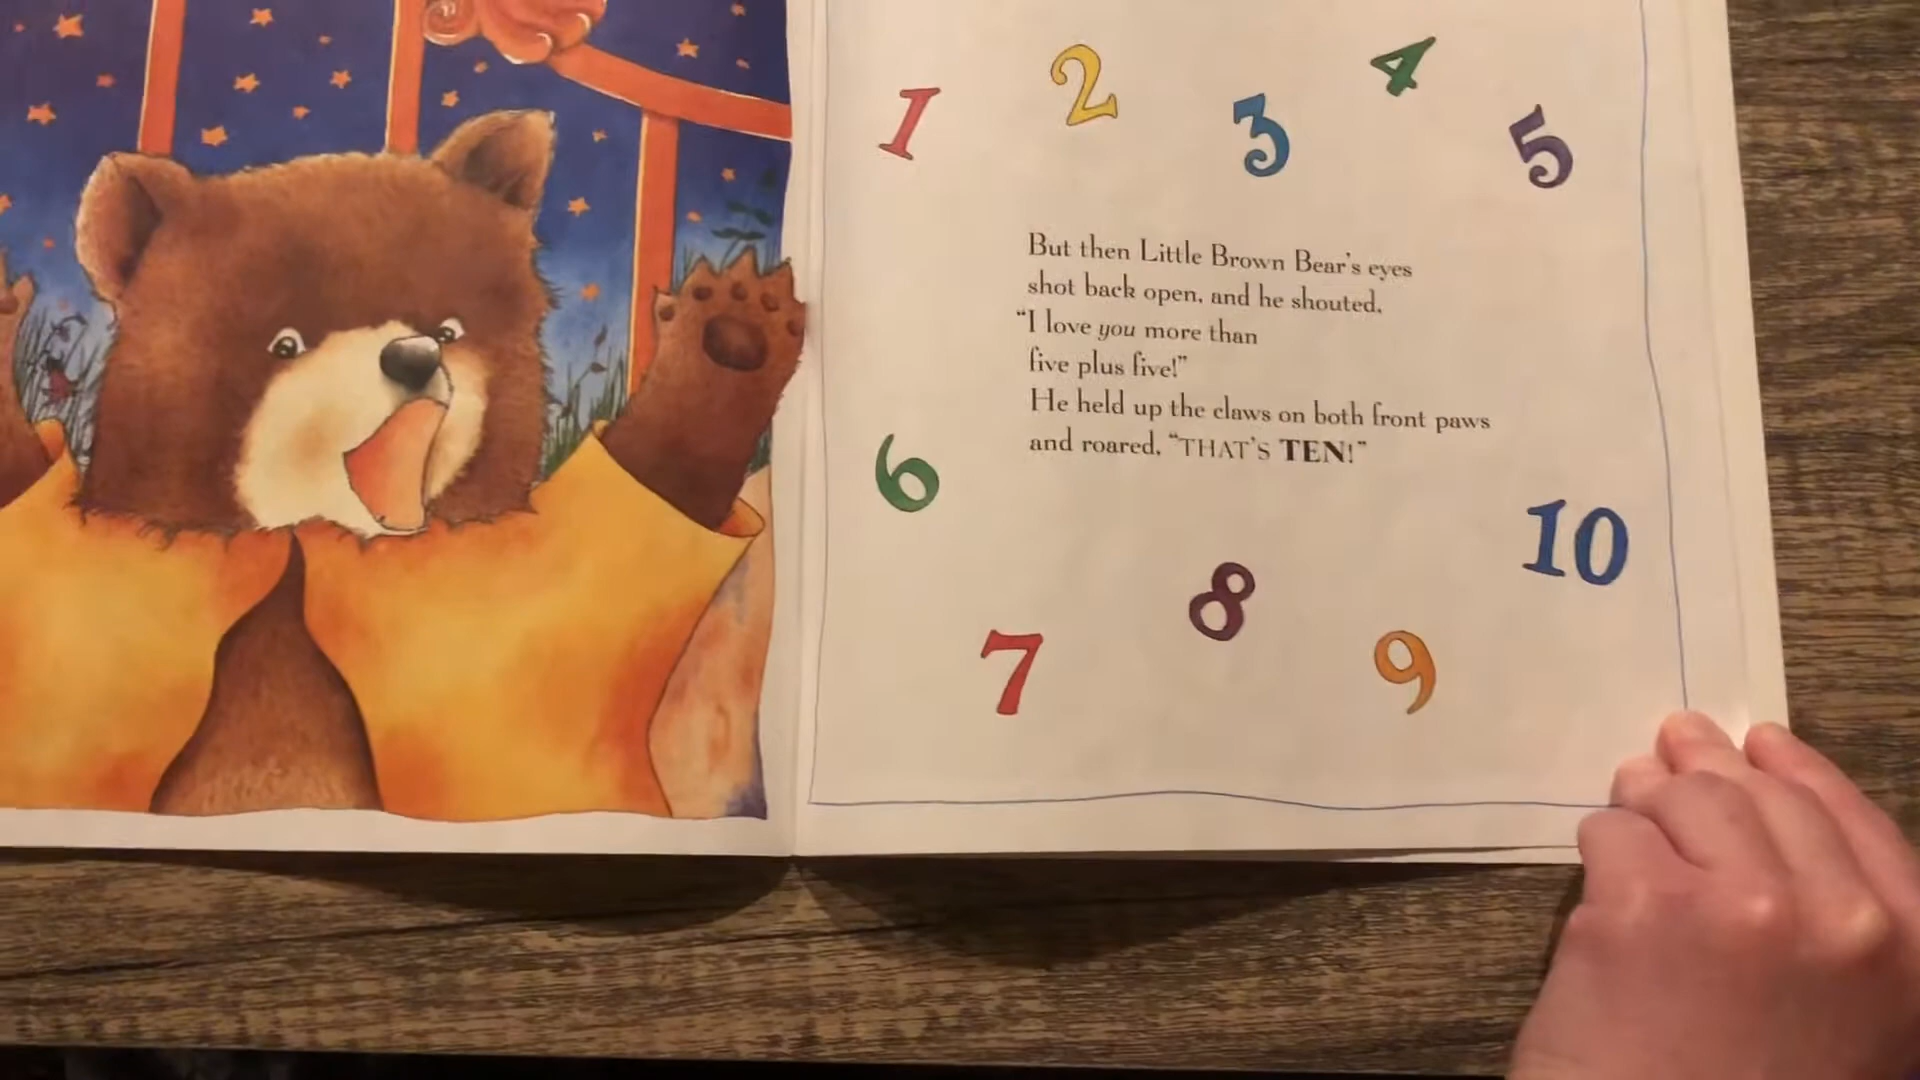 1 2 3 4 5
But then Little Brown Bear's eyes
shot back open, and he shouted,
“I love you more than
five plus five!”
He held up the claws on both front paws
and roared, “THAT'S TEN!”
6
7 8 9 10